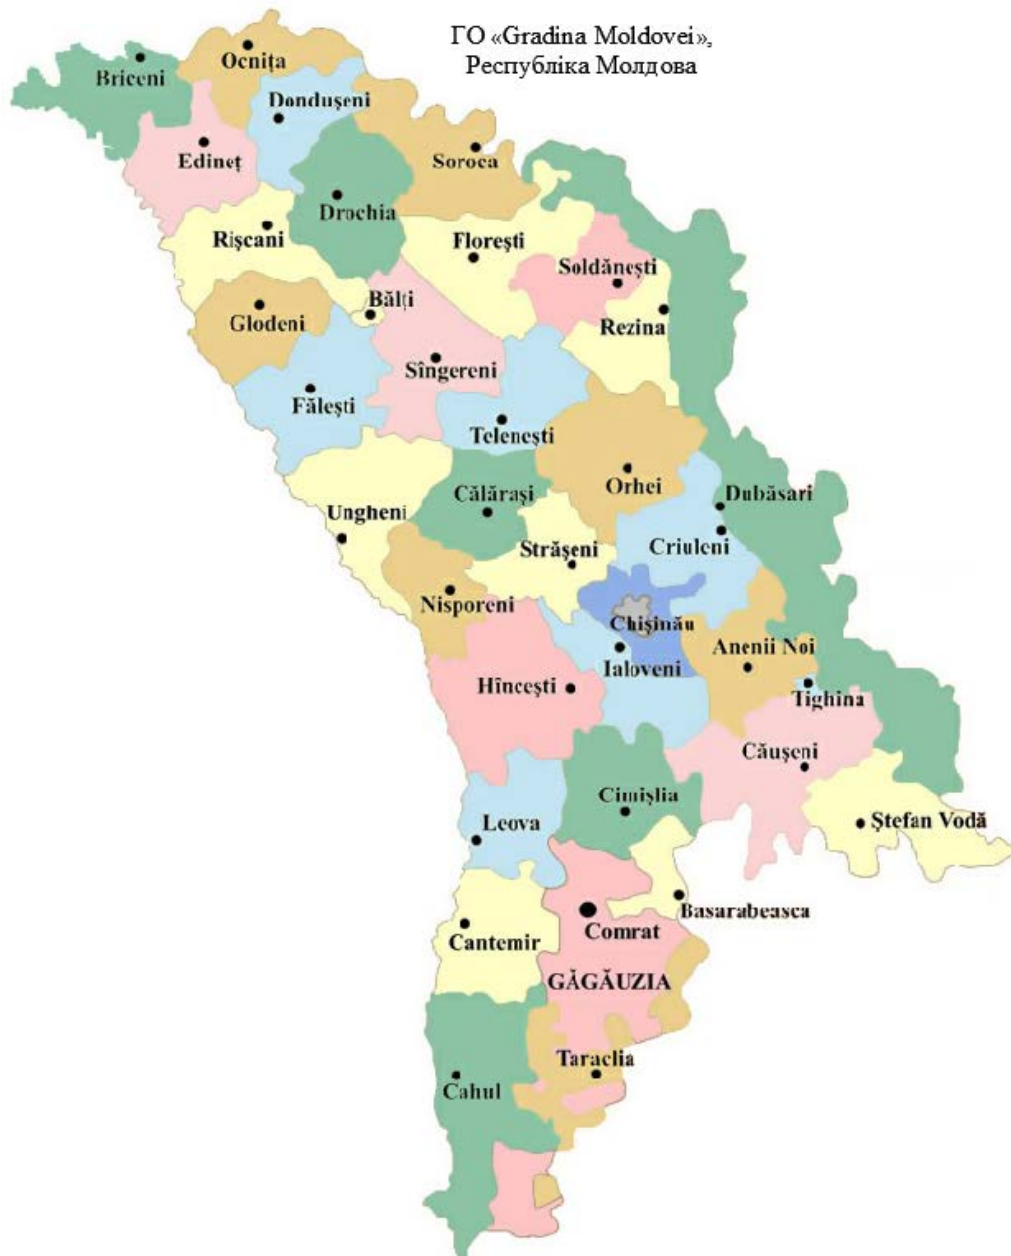 ГО «Gradina Moldovei»,
Республіка Молдова
Ocnița
Briceni
Dondușeni
Edineț
Soroca
Drochia
Rișcani
Florești
Soldănești
Bălți
Glodeni
Rezina
Sîngereni
Fălești
Telenești
Orhei
Călărași
Dubăsari
Ungheni
Strășeni
Criuleni
Nisporeni
Chișinău
Anenii Noi
Ialoveni
Hîncești
Tighina
Căușeni
Cimișlia
Leova
Ștefan Vodă
Basarabeasca
Comrat
Cantemir
GĂGĂUZIA
Taraclia
Cahul